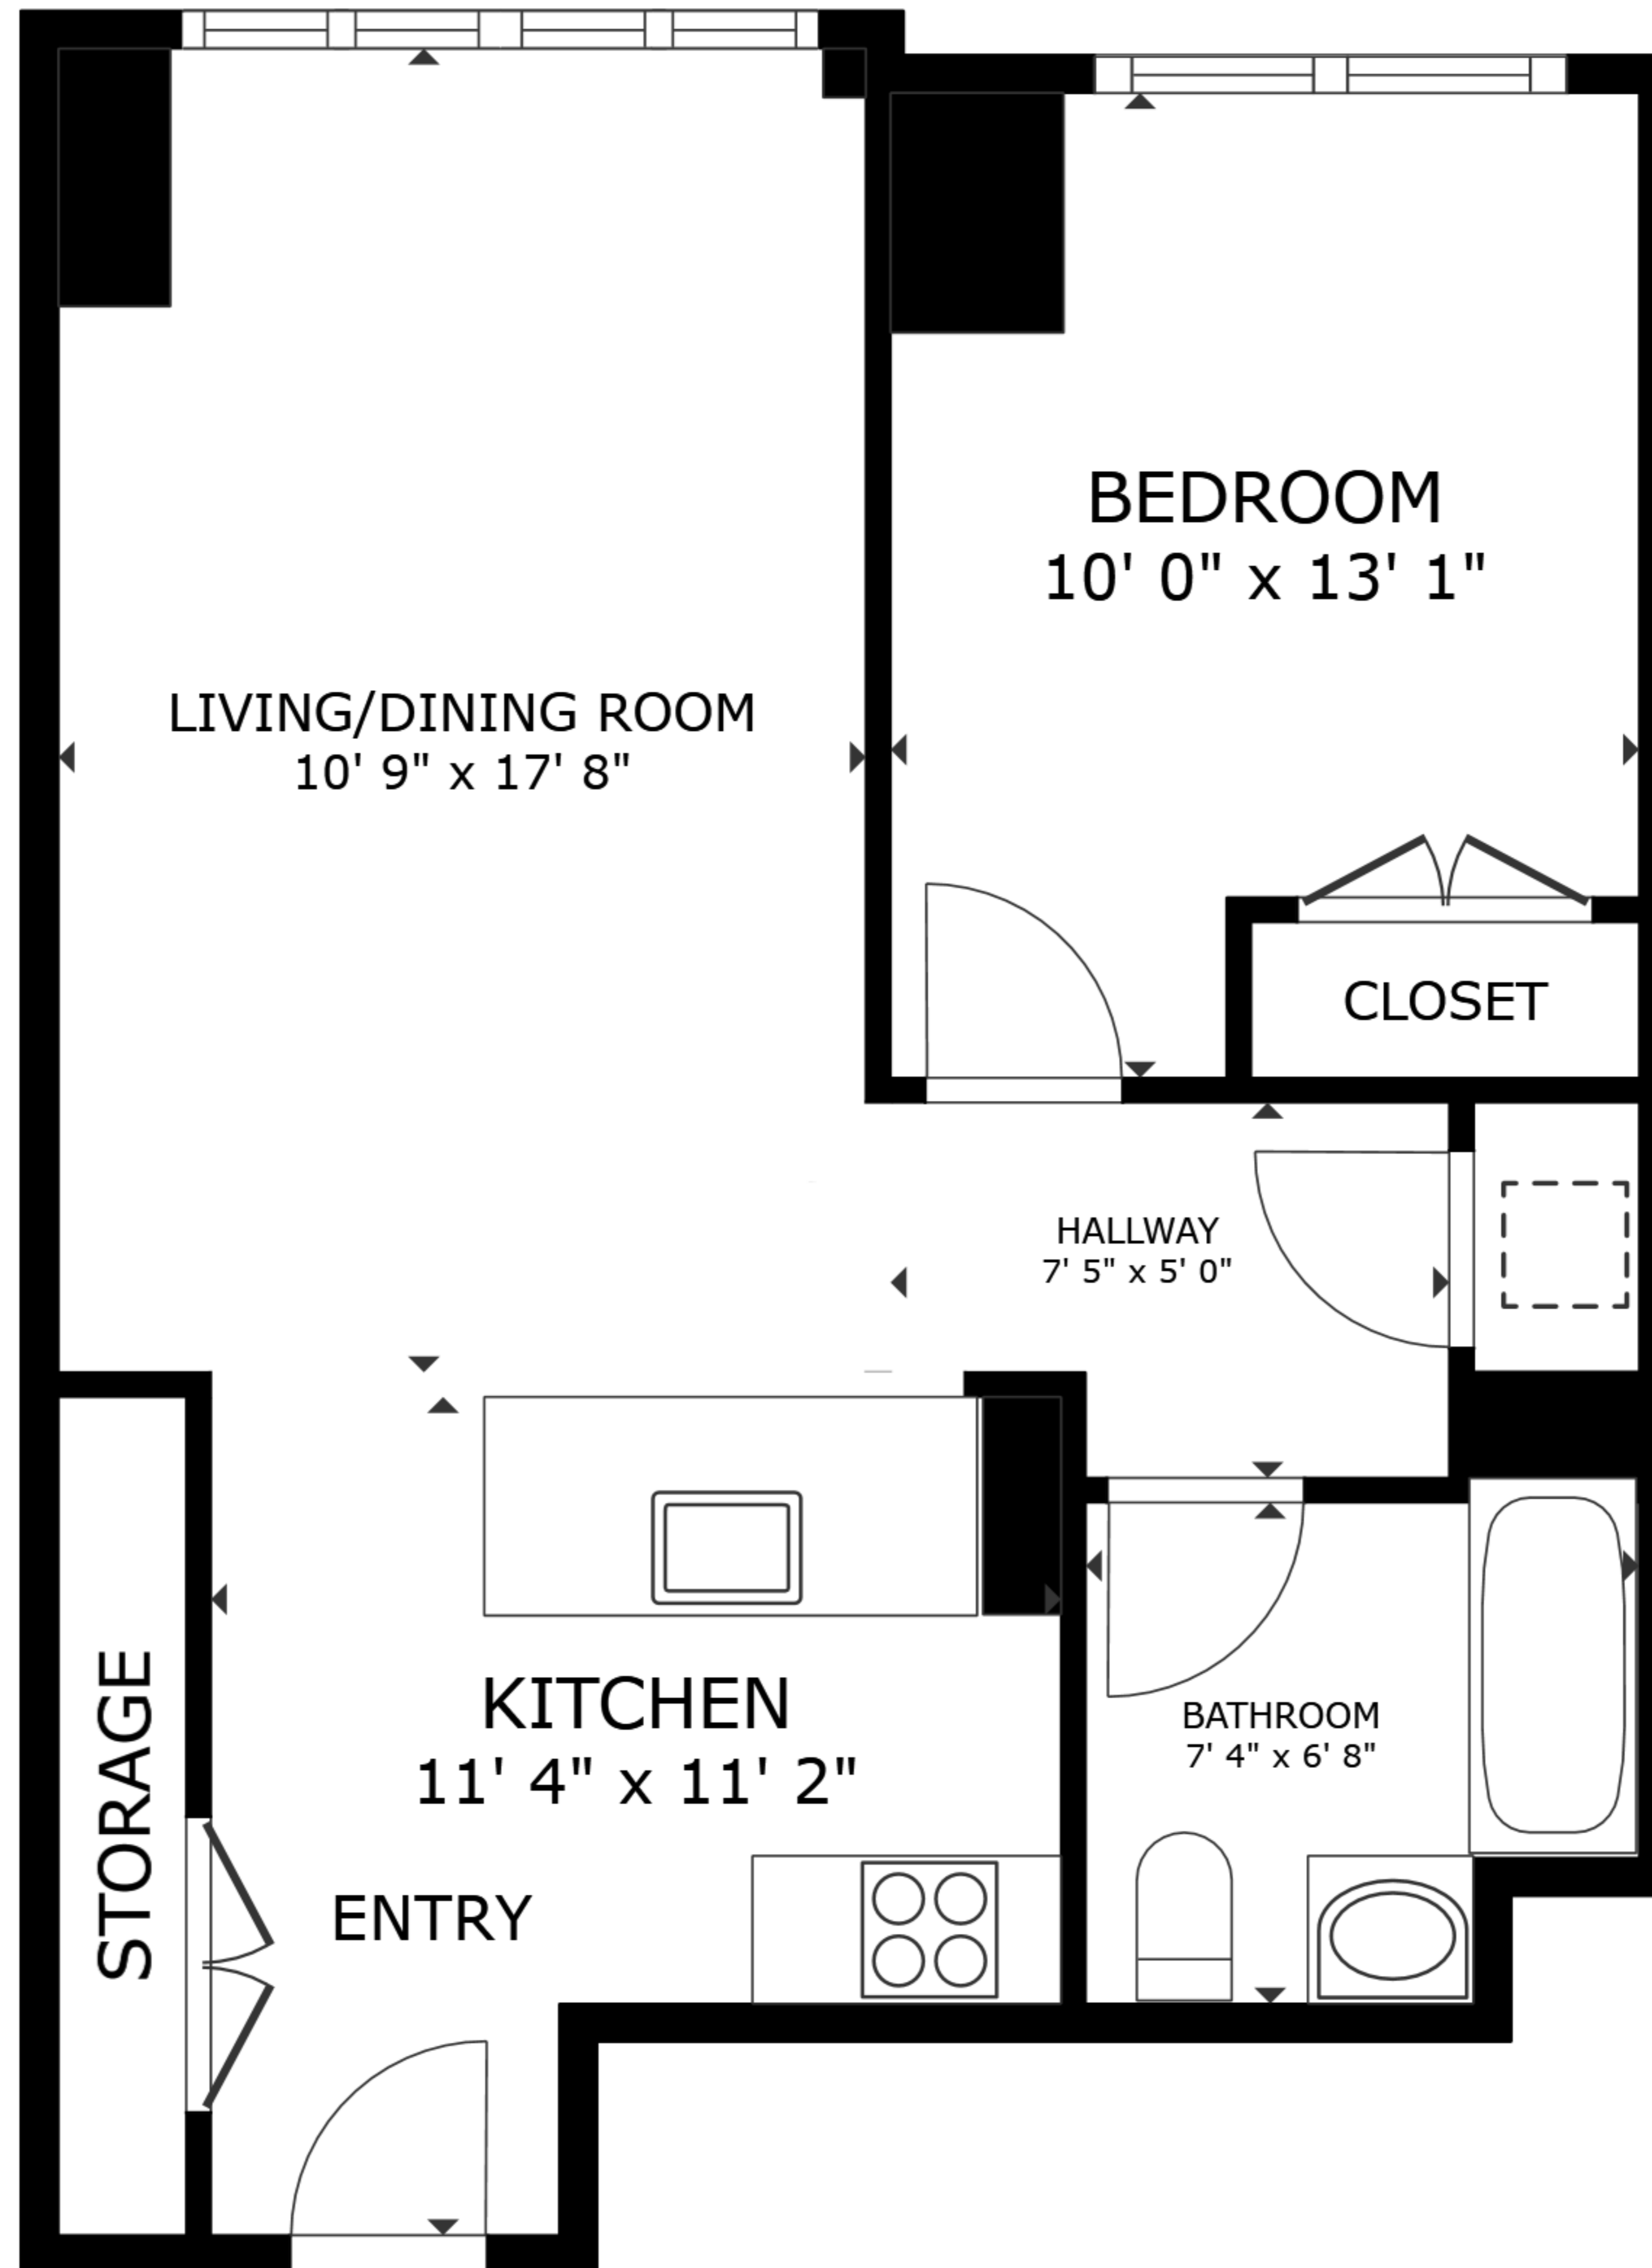 BEDROOM
10' 0" x 13' 1"
LIVING/DINING ROOM
10' 9" x 17' 8"
CLOSET
HALLWAY
7' 5" x 5' 0"
STORAGE
KITCHEN
11' 4" x 11' 2"
BATHROOM
7' 4" x 6' 8"
ENTRY